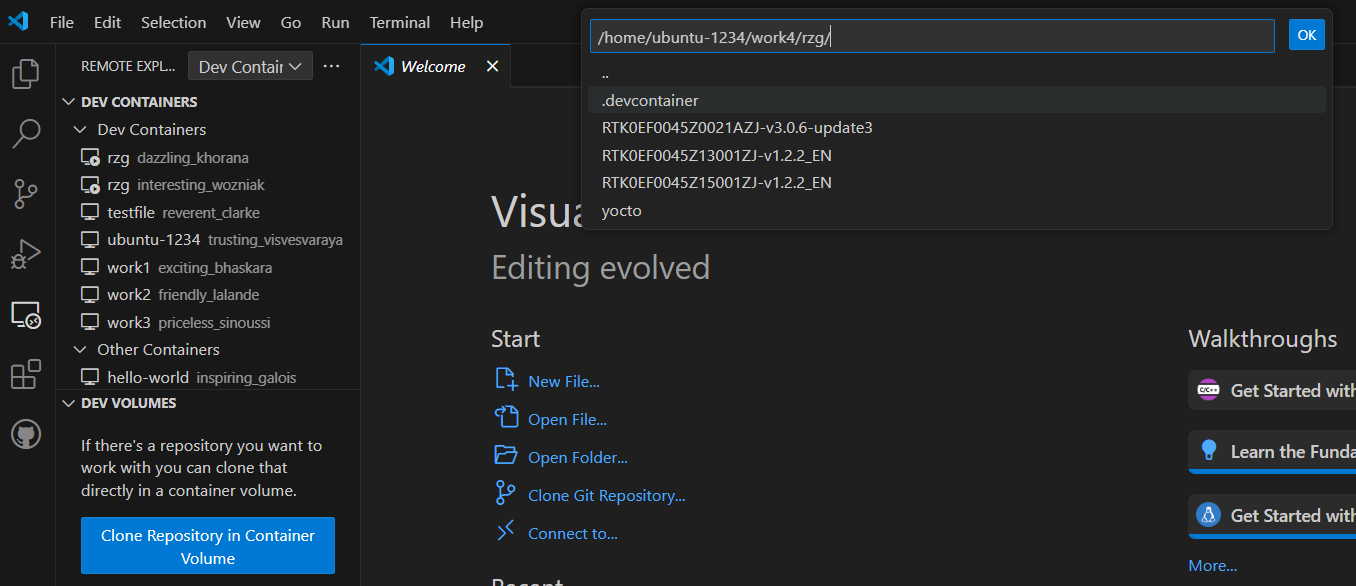 File Edit Selection View Go Run Terminal Help
/home/ubuntu-1234/work4/rzg/
OK
..
.devcontainer
RTK0EF0045Z0021AZJ-v3.0.6-update3
RTK0EF0045Z13001ZJ-v1.2.2_EN
RTK0EF0045Z15001ZJ-v1.2.2_EN
yocto
REMOTE EXPL...
Dev Contair
Welcome
DEV CONTAINERS
Dev Containers
rzg dazzling_khorana
rzg interesting_wozniak
testfile reverent_clarke
ubuntu-1234 trusting_visvesvaraya
work1 exciting_bhaskara
work2 friendly_lalande
work3 priceless_sinoussi
Other Containers
hello-world inspiring_galois
DEV VOLUMES
If there's a repository you want to
work with you can clone that
directly in a container volume.
Clone Repository in Container
Volume
Visua
Editing evolved
Start
New File...
Open File...
Open Folder...
Clone Git Repository...
Connect to...
Recent
Walkthroughs
C/C++
Get Started with
Learn the Funda
Get Started with
More...